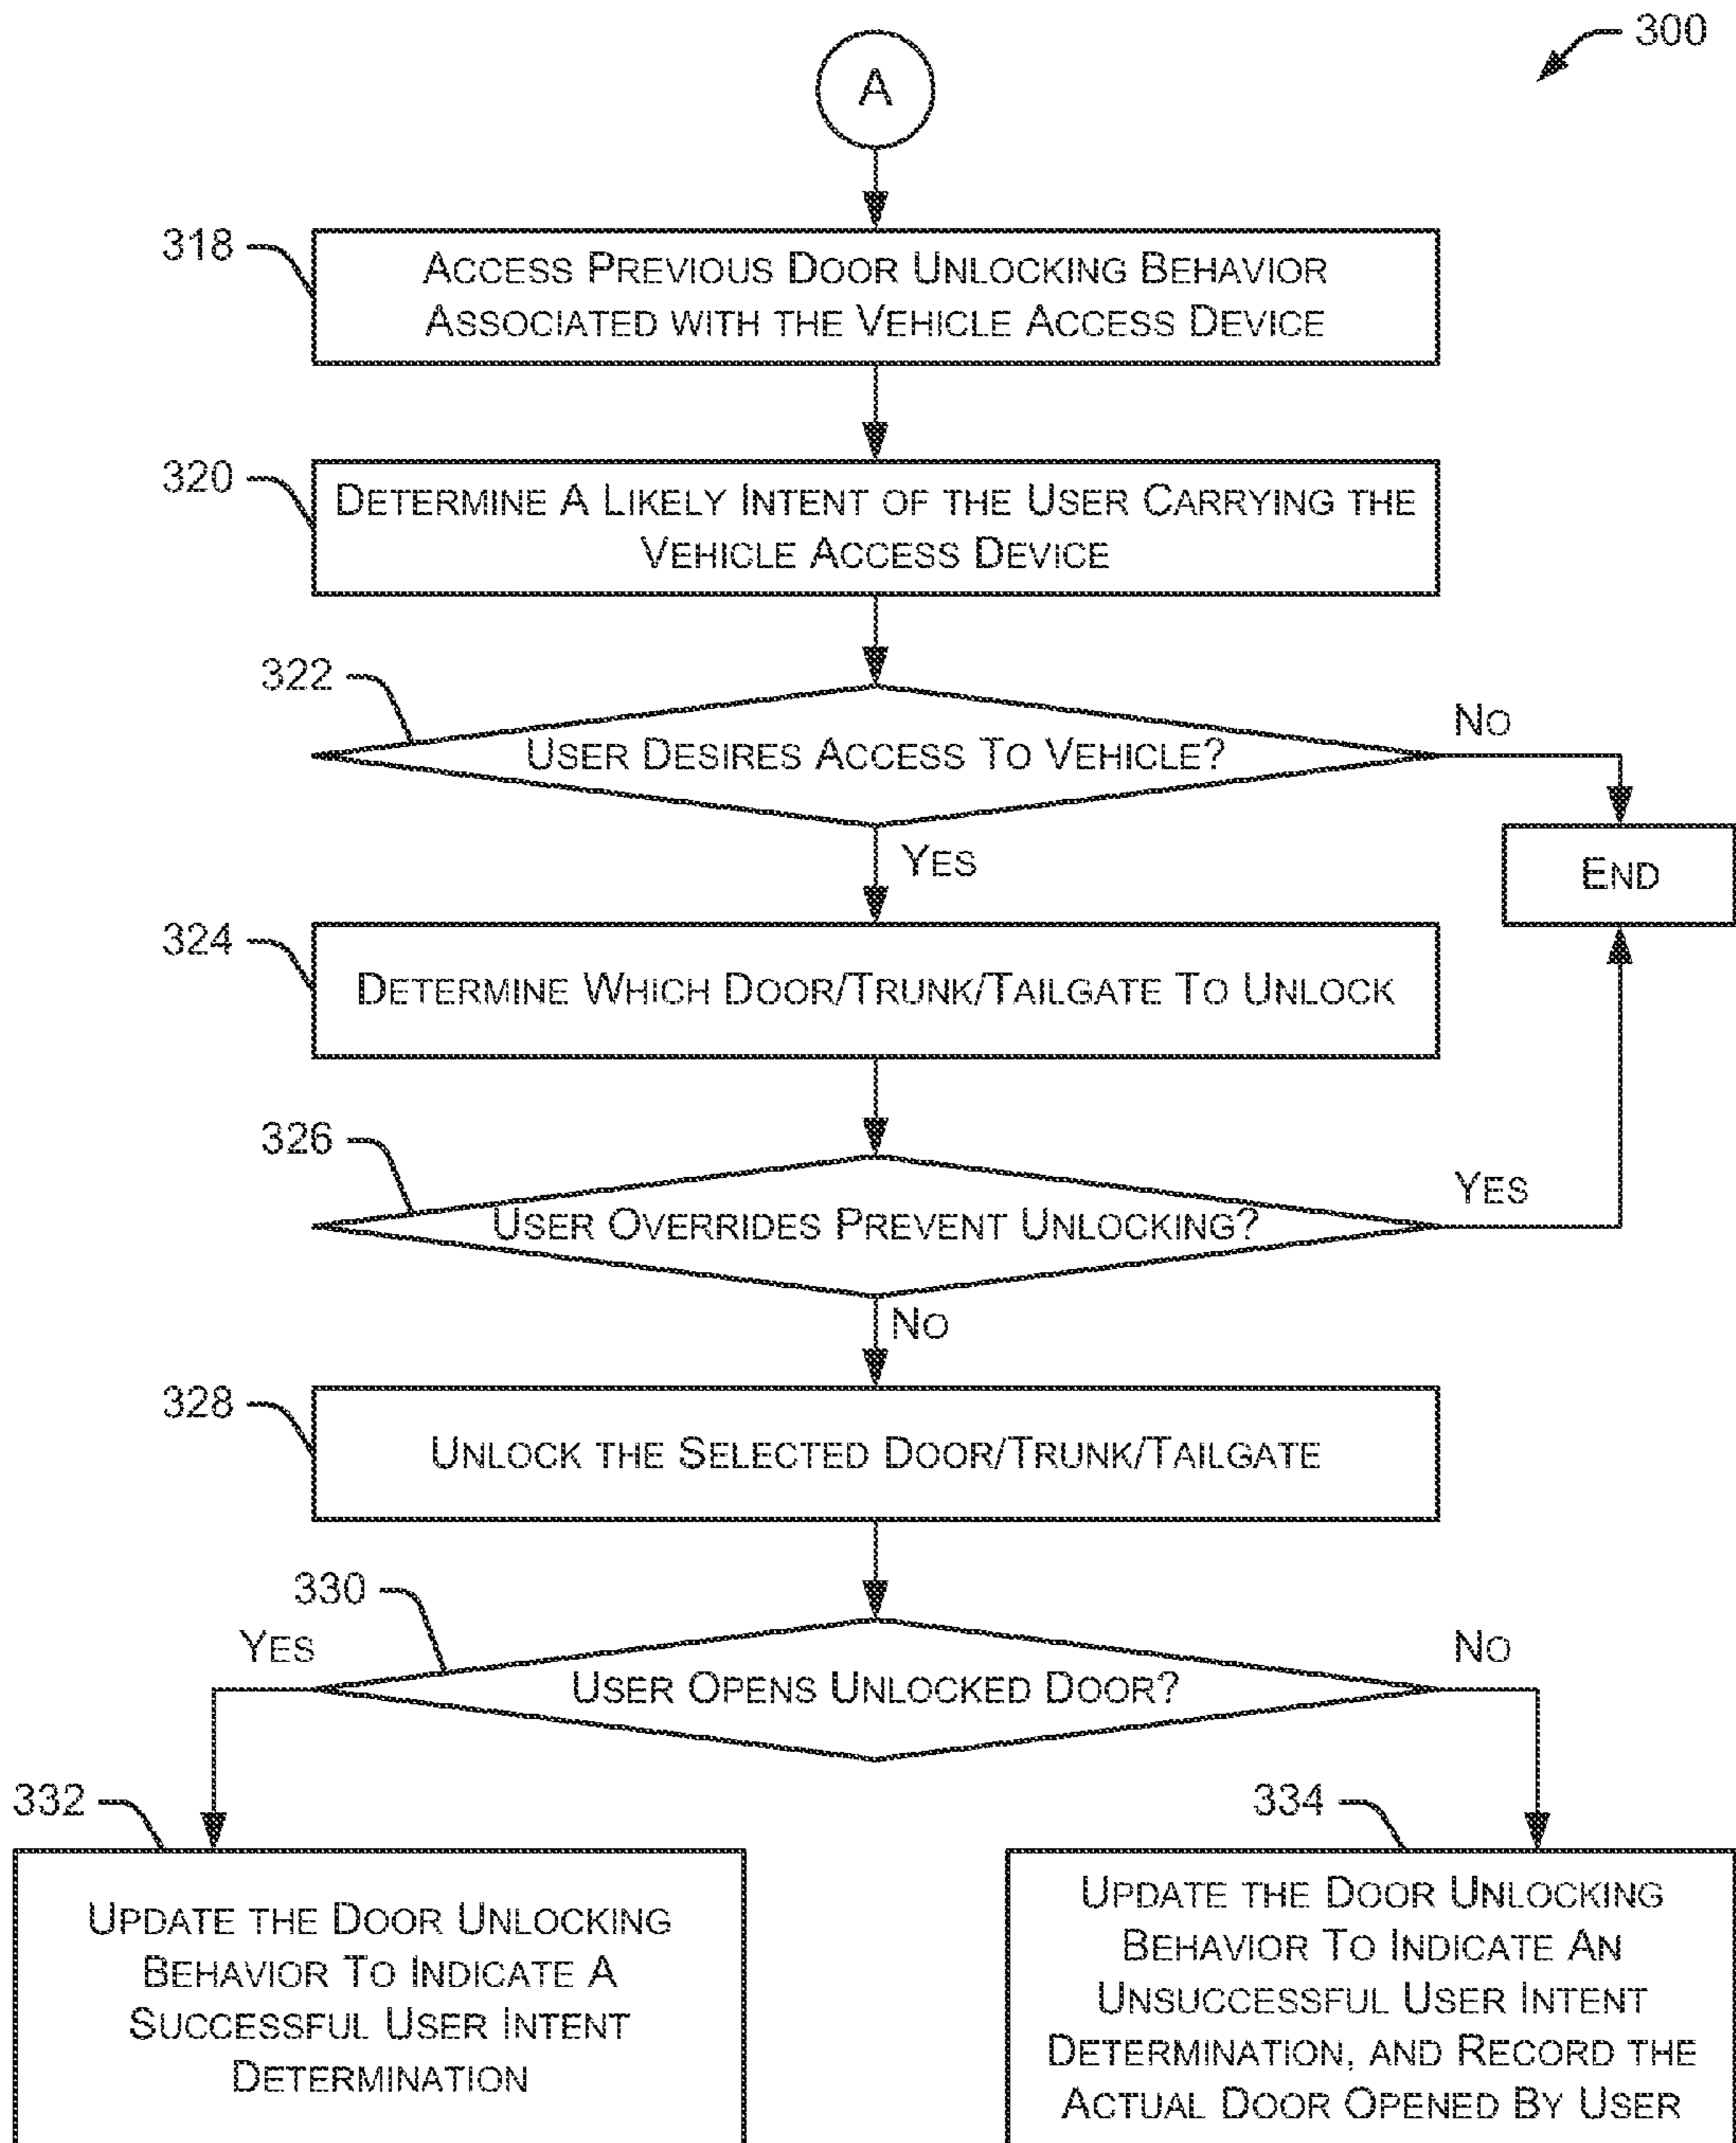 300
A
318
ACCESS PREVIOUS DOOR UNLOCKING BEHAVIOR
ASSOCIATED WITH THE VEHICLE ACCESS DEVICE
320
DETERMINE A LIKELY INTENT OF THE USER CARRYING THE
VEHICLE ACCESS DEVICE
322
USER DESIRES ACCESS TO VEHICLE?
NO
YES
END
324
DETERMINE WHICH DOOR/TRUNK/TAILGATE TO UNLOCK
326
USER OVERRIDES PREVENT UNLOCKING?
YES
NO
328
UNLOCK THE SELECTED DOOR/TRUNK/TAILGATE
330
YES
USER OPENS UNLOCKED DOOR?
NO
332
UPDATE THE DOOR UNLOCKING
BEHAVIOR TO INDICATE A
SUCCESSFUL USER INTENT
DETERMINATION
334
UPDATE THE DOOR UNLOCKING
BEHAVIOR TO INDICATE AN
UNSUCCESSFUL USER INTENT
DETERMINATION, AND RECORD THE
ACTUAL DOOR OPENED BY USER